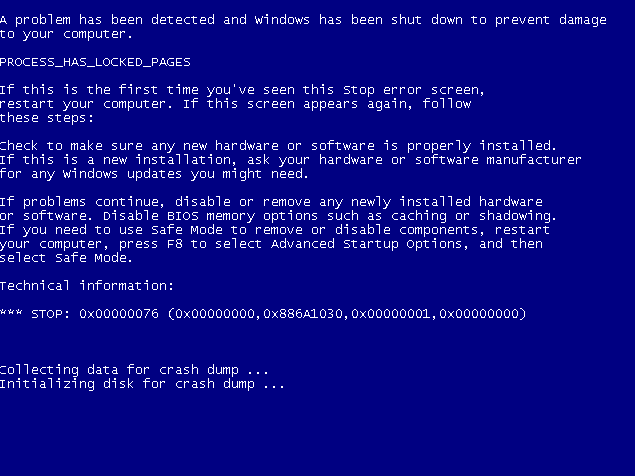 A problem has been detected and Windows has been shut down to prevent damage
to your computer.
PROCESS_HAS_LOCKED_PAGES
If this is the first time you've seen this Stop error screen,
restart your computer. If this screen appears again, follow
these steps:
Check to make sure any new hardware or software is properly installed.
If this is a new installation, ask your hardware or software manufacturer
for any Windows updates you might need.
If problems continue, disable or remove any newly installed hardware
or software. Disable BIOS memory options such as caching or shadowing.
If you need to use Safe Mode to remove or disable components, restart
your computer, press F8 to select Advanced Startup Options, and then
select Safe Mode.
Technical information:
*** STOP: 0x00000076 (0x00000000,0x886A1030,0x00000001,0x00000000)
Collecting data for crash dump ...
Initializing disk for crash dump ...